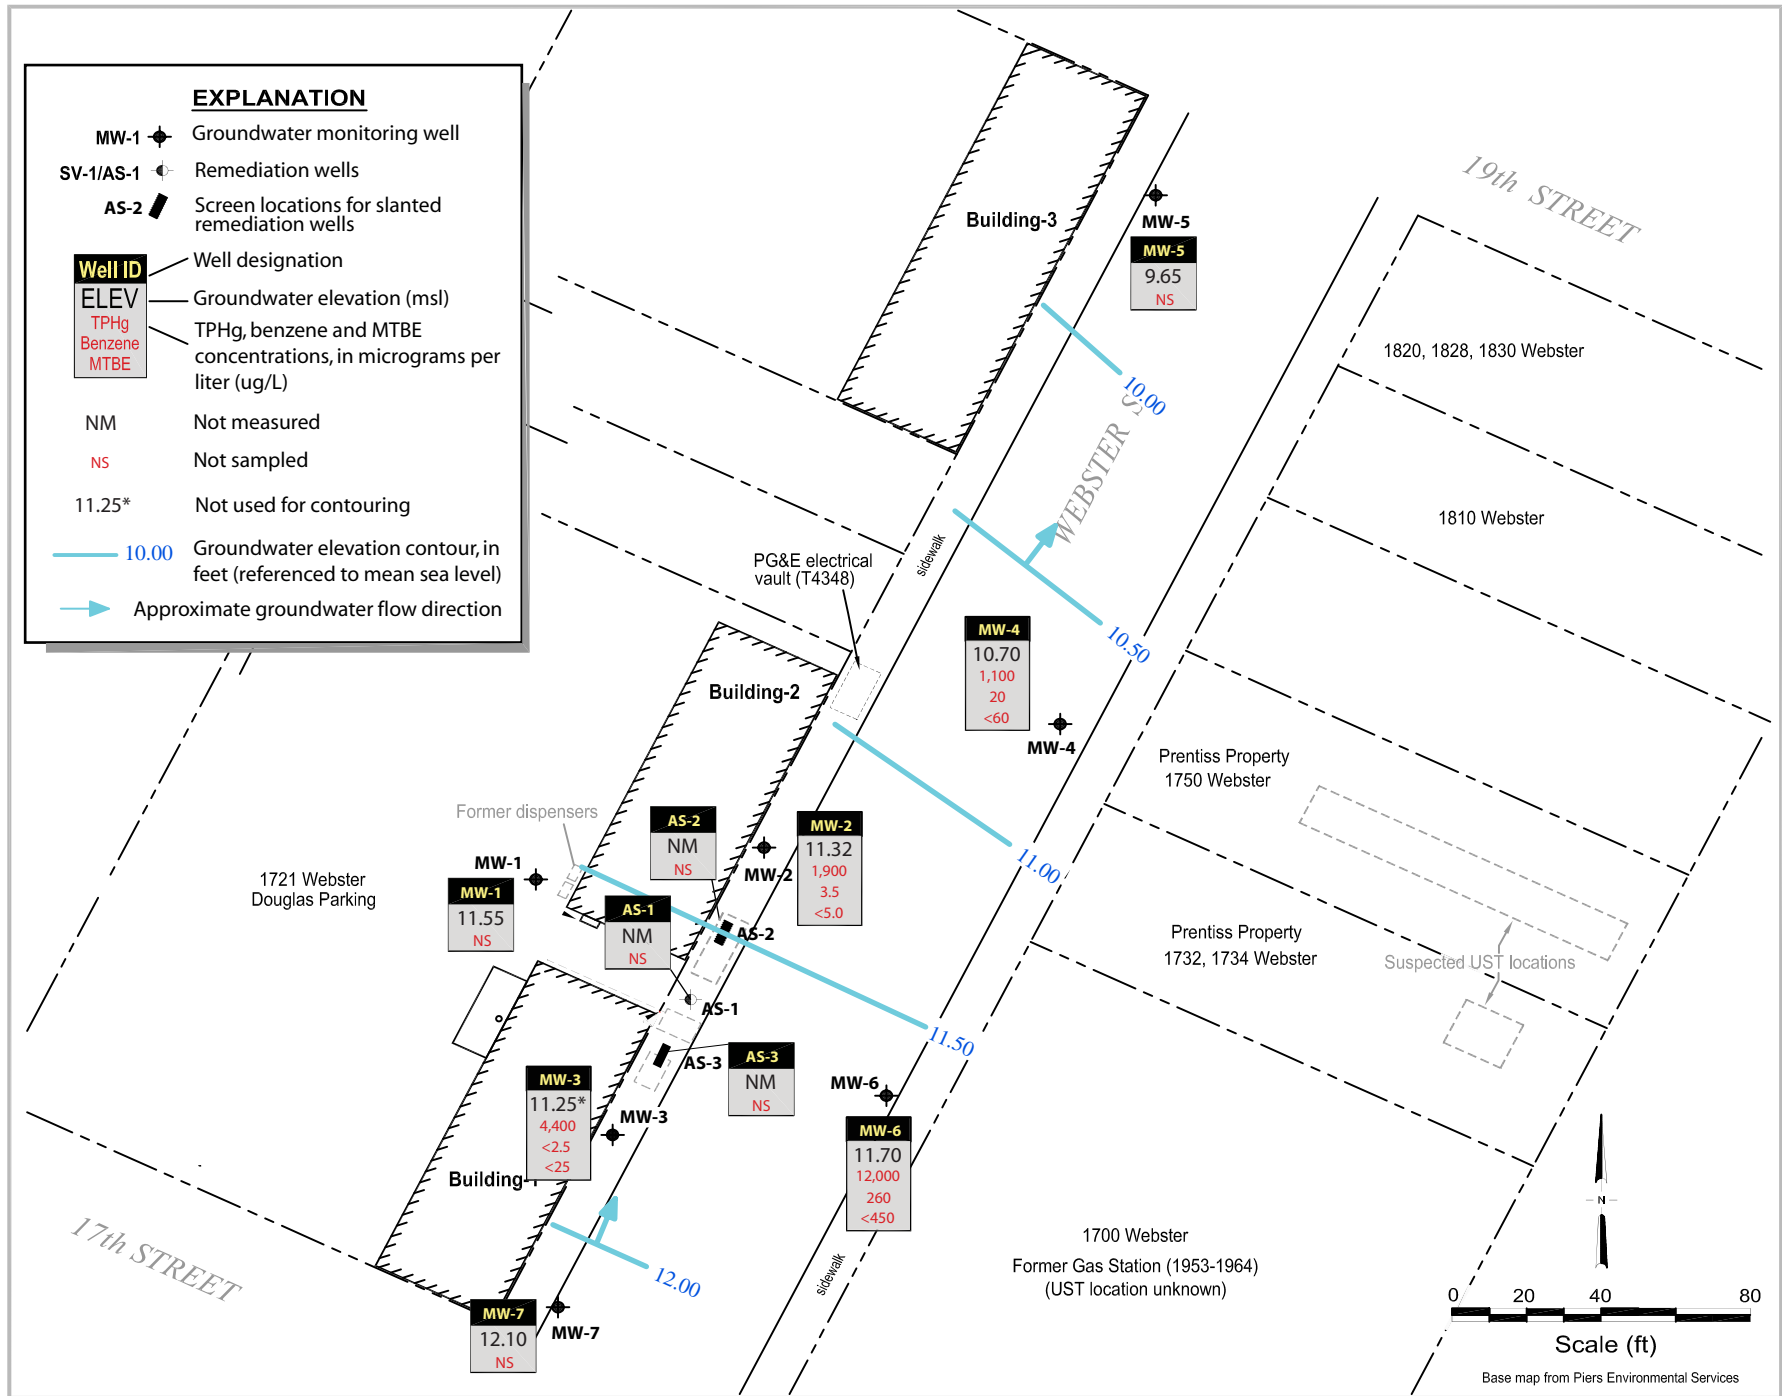 EXPLANATION
MW-1 Groundwater monitoring well
SV-1/AS-1 Remediation wells
AS-2 Screen locations for slanted
remediation wells
Well ID Well designation
ELEV Groundwater elevation (msl)
TPHg
Benzene
MTBE
TPHg, benzene and MTBE
concentrations, in micrograms per
liter (ug/L)
NM Not measured
NS Not sampled
11.25* Not used for contouring
10.00 Groundwater elevation contour, in
feet (referenced to mean sea level)
Approximate groundwater flow direction
Building-3
MW-5
MW-5
9.65
NS
19th STREET
10.00
WEBSTER S
1820, 1828, 1830 Webster
1810 Webster
sidewalk
PG&E electrical
vault (T4348)
10.50
MW-4
10.70
1,100
20
<60
MW-4
Building-2
Prentiss Property
1750 Webster
Former dispensers
AS-2
NM
NS
MW-2
11.32
1,900
3.5
<5.0
MW-2
11.00
MW-1
MW-1
11.55
NS
1721 Webster
Douglas Parking
AS-1
NM
NS
AS-2
Prentiss Property
1732, 1734 Webster
Suspected UST locations
AS-1
11.50
AS-3
AS-3
NM
NS
MW-3
11.25*
4,400
<2.5
<25
MW-3
MW-6
MW-6
11.70
12,000
260
<450
Building-1
17th STREET
12.00
sidewalk
MW-7
12.10
NS
MW-7
1700 Webster
Former Gas Station (1953-1964)
(UST location unknown)
N
0 20 40 80
Scale (ft)
Base map from Piers Environmental Services